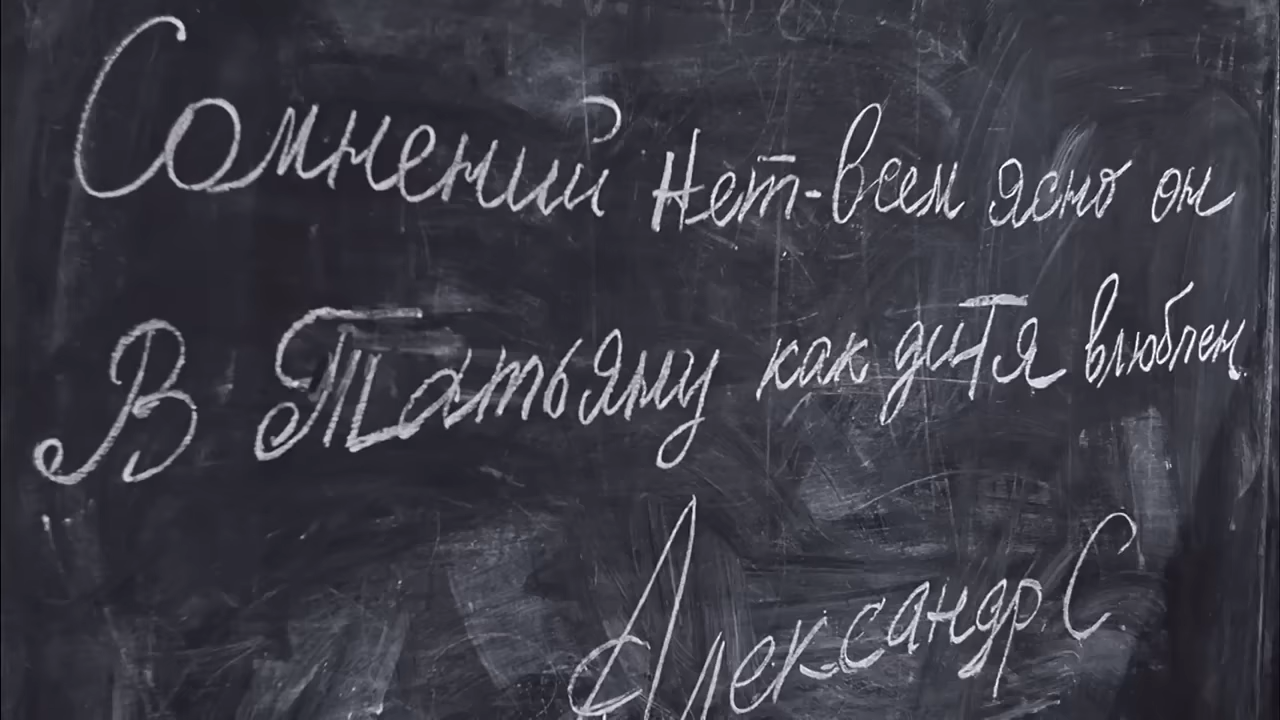 Сомнений нет-всем ясно он
В Татьяну как дитя влюблен
Александр С